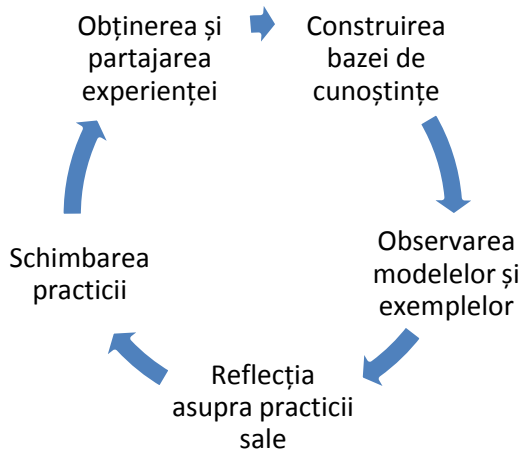 Obținerea și
partajarea
experienței
Construirea
bazei de
cunoștințe
Observarea
modelelor și
exemplelor
Reflecția
asupra practicii
sale
Schimbarea
practicii